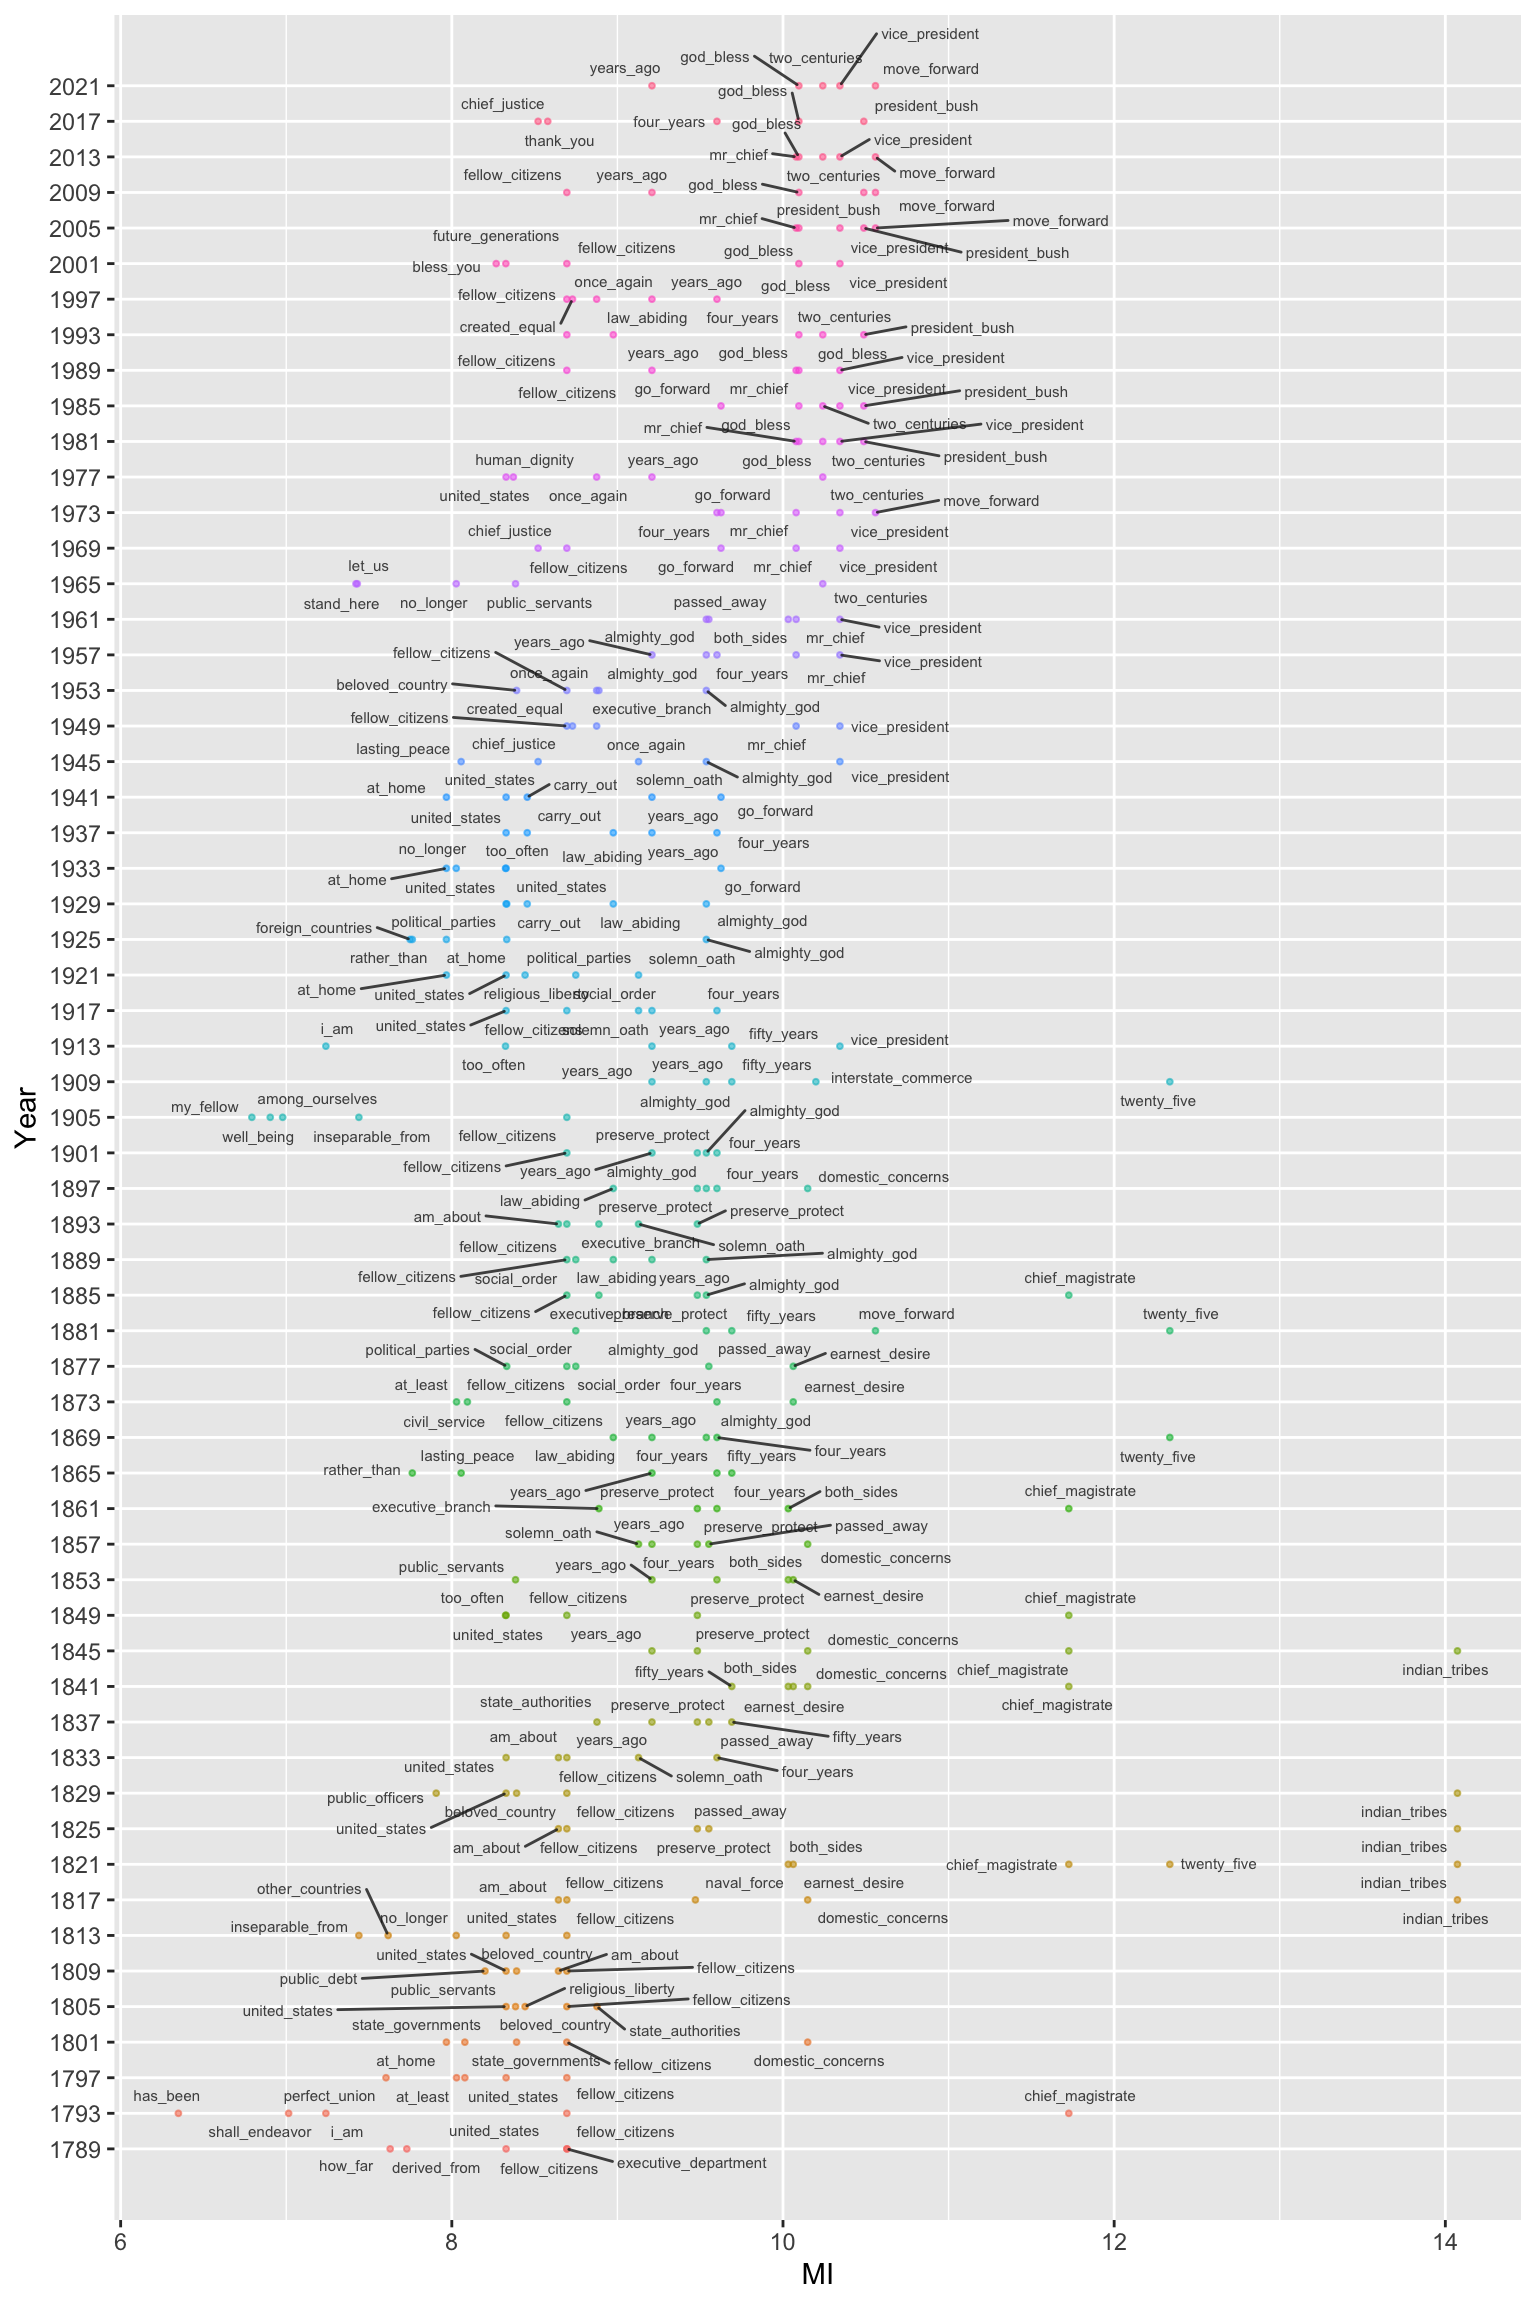 vice_president
god_bless two_centuries
years_ago move_forward
2021
god_bless
chief_justice president_bush
2017 four_years god_bless
thank_you vice_president
2013 mr_chief
fellow_citizens years_ago two_centuries move_forward
2009 god_bless
president_bush move_forward
2005 mr_chief move_forward
future_generations
fellow_citizens god_bless vice_president president_bush
2001 bless_you
once_again years_ago god_bless vice_president
1997 fellow_citizens
created_equal law_abiding four_years two_centuries president_bush
1993
fellow_citizens years_ago god_bless god_bless vice_president
1989
fellow_citizens go_forward mr_chief vice_president president_bush
1985
mr_chief god_bless two_centuries vice_president
1981
human_dignity years_ago god_bless two_centuries president_bush
1977
united_states once_again go_forward two_centuries move_forward
1973
chief_justice four_years mr_chief vice_president
1969
let_us fellow_citizens go_forward mr_chief vice_president
1965
stand_here no_longer public_servants passed_away two_centuries
1961 vice_president
fellow_citizens years_ago almighty_god both_sides mr_chief
1957 vice_president
beloved_country once_again almighty_god four_years mr_chief
1953
fellow_citizens created_equal executive_branch almighty_god
1949 vice_president
lasting_peace chief_justice once_again mr_chief
1945
at_home united_states carry_out solemn_oath almighty_god vice_president
1941
united_states carry_out years_ago go_forward
1937
no_longer too_often law_abiding years_ago four_years
1933
at_home united_states united_states go_forward
1929
foreign_countries political_parties carry_out law_abiding almighty_god
1925
rather_than at_home political_parties solemn_oath almighty_god
1921
at_home united_states religious_liberty social_order four_years
1917
i_am united_states fellow_citizens solemn_oath years_ago fifty_years
1913 vice_president
too_often years_ago years_ago fifty_years
1909 interstate_commerce
my_fellow among_ourselves almighty_god almighty_god twenty_five
1905
well_being inseparable_from fellow_citizens preserve_protect four_years
1901
fellow_citizens years_ago almighty_god four_years domestic_concerns
1897
law_abiding
am_about preserve_protect preserve_protect
1893
fellow_citizens executive_branch solemn_oath almighty_god
1889
fellow_citizens social_order law_abiding years_ago almighty_god chief_magistrate
1885
fellow_citizens executive_branch preserve_protect fifty_years move_forward twenty_five
1881
political_parties social_order almighty_god passed_away earnest_desire
1877
at_least fellow_citizens social_order four_years earnest_desire
1873
civil_service fellow_citizens years_ago almighty_god
1869
rather_than lasting_peace law_abiding four_years fifty_years four_years twenty_five
1865
years_ago preserve_protect four_years both_sides chief_magistrate
1861 executive_branch
solemn_oath years_ago preserve_protect passed_away
1857
public_servants years_ago four_years both_sides domestic_concerns
1853
too_often fellow_citizens preserve_protect earnest_desire chief_magistrate
1849
united_states years_ago preserve_protect domestic_concerns
1845
fifty_years both_sides domestic_concerns chief_magistrate indian_tribes
1841
state_authorities preserve_protect earnest_desire chief_magistrate
1837
am_about years_ago passed_away fifty_years
1833
united_states fellow_citizens solemn_oath four_years
1829
public_officers
united_states beloved_country fellow_citizens passed_away indian_tribes
1825
am_about fellow_citizens preserve_protect both_sides indian_tribes
1821 chief_magistrate twenty_five
other_countries am_about fellow_citizens naval_force earnest_desire indian_tribes
1817
inseparable_from no_longer united_states fellow_citizens domestic_concerns indian_tribes
1813
united_states beloved_country am_about
1809 fellow_citizens
public_debt public_servants religious_liberty
1805 united_states fellow_citizens
state_governments beloved_country state_authorities
1801
at_home state_governments fellow_citizens domestic_concerns
1797
has_been perfect_union at_least united_states fellow_citizens chief_magistrate
1793
shall_endeavor i_am united_states fellow_citizens
1789
how_far derived_from fellow_citizens executive_department
6 8 10 12 14
MI
Year